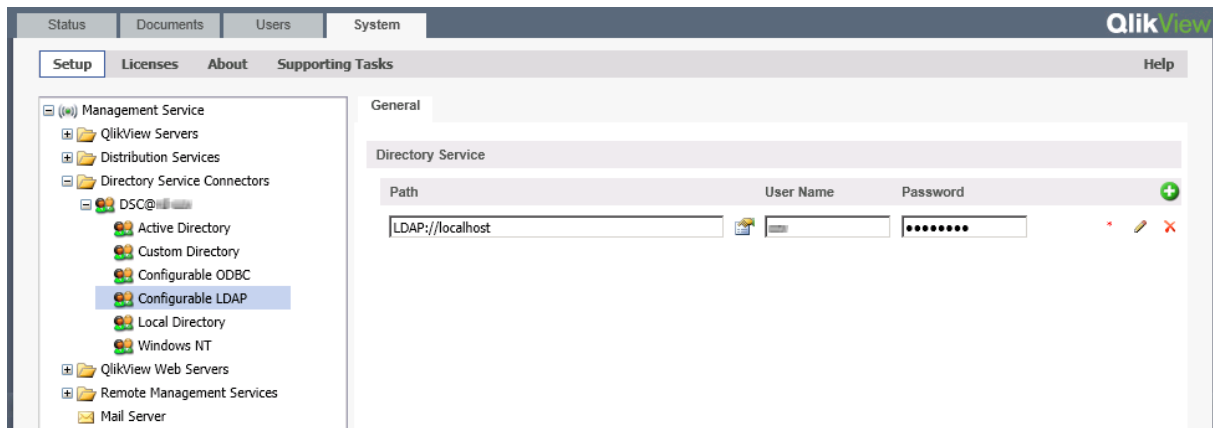 Status Documents Users System QlikView
Setup Licenses About Supporting Tasks Help
Management Service
QlikView Servers
Distribution Services
Directory Service Connectors
DSC@
Active Directory
Custom Directory
Configurable ODBC
Configurable LDAP
Local Directory
Windows NT
QlikView Web Servers
Remote Management Services
Mail Server
General
Directory Service
Path User Name Password
LDAP://localhost ●●●●●●●● *